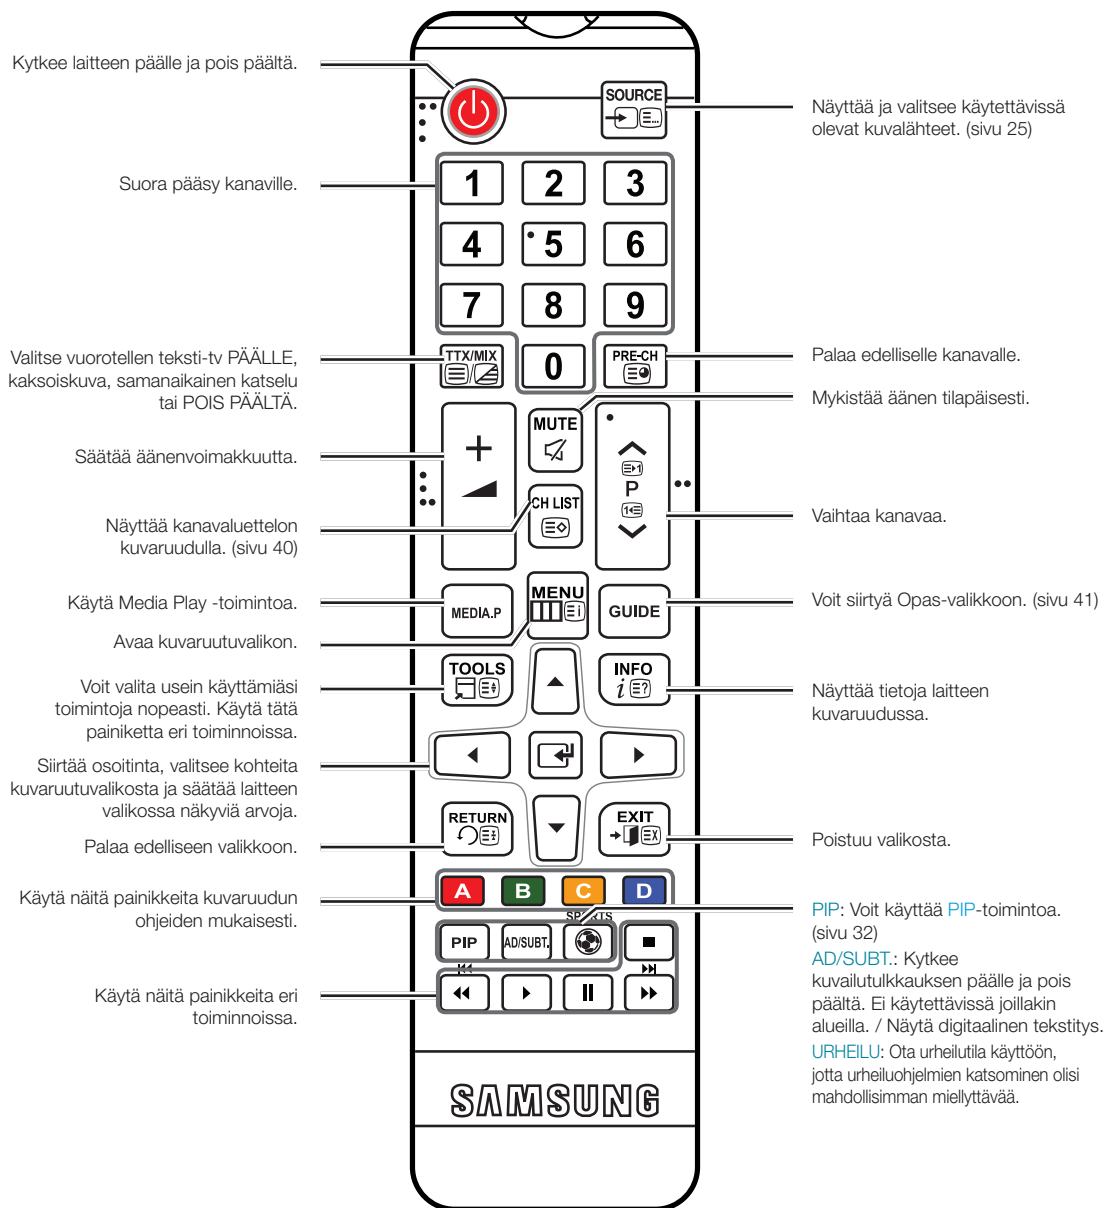 Kytkee laitteen päälle ja pois päältä.
SOURCE
Näyttää ja valitsee käytettävissä
olevat kuvalähteet. (sivu 25)
Suora pääsy kanaville.
1 2 3
4 5 6
7 8 9
Valitse vuorotellen teksti-tv PÄÄLLE,
kaksoiskuva, samanaikainen katselu
tai POIS PÄÄLTÄ.
TTX/MIX
0
PRE-CH
Palaa edelliselle kanavalle.
Mykistää äänen tilapäisesti.
MUTE
Säätää äänenvoimakkuutta.
P
CH LIST
Näyttää kanavaluettelon
kuvaruudulla. (sivu 40)
Vaihtaa kanavaa.
Käytä Media Play -toimintoa.
MEDIA.P
MENU
GUIDE
Voit siirtyä Opas-valikkoon. (sivu 41)
Avaa kuvaruutuvalikon.
TOOLS
INFO
Voit valita usein käyttämiäsi
toimintoja nopeasti. Käytä tätä
painiketta eri toiminnoissa.
Näyttää tietoja laitteen
kuvaruudussa.
Siirtää osoitinta, valitsee kohteita
kuvaruutuvalikosta ja säätää laitteen
valikossa näkyviä arvoja.
RETURN
EXIT
Palaa edelliseen valikkoon.
Poistuu valikosta.
Käytä näitä painikkeita kuvaruudun
ohjeiden mukaisesti.
A B C D
SPORTS
PIP AD/SUBT.
PIP: Voit käyttää PIP-toimintoa.
(sivu 32)
AD/SUBT.: Kytkee
kuvailutulkkauksen päälle ja pois
päältä. Ei käytettävissä joillakin
alueilla. / Näytä digitaalinen tekstitys.
URHEILU: Ota urheilutila käyttöön,
jotta urheiluohjelmien katsominen olisi
mahdollisimman miellyttävää.
Käytä näitä painikkeita eri
toiminnoissa.
SAMSUNG